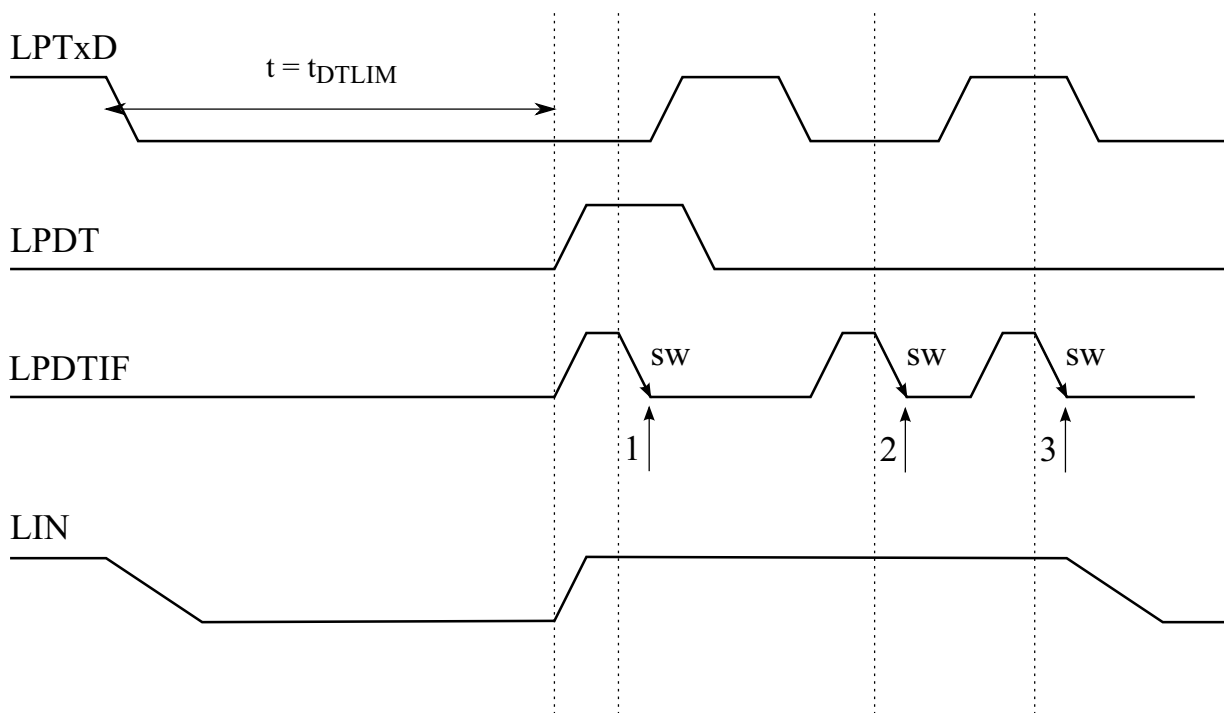 LPTxD
t = tDTLIM
LPDT
LPDTIF
sw
sw
sw
1
2
3
LIN